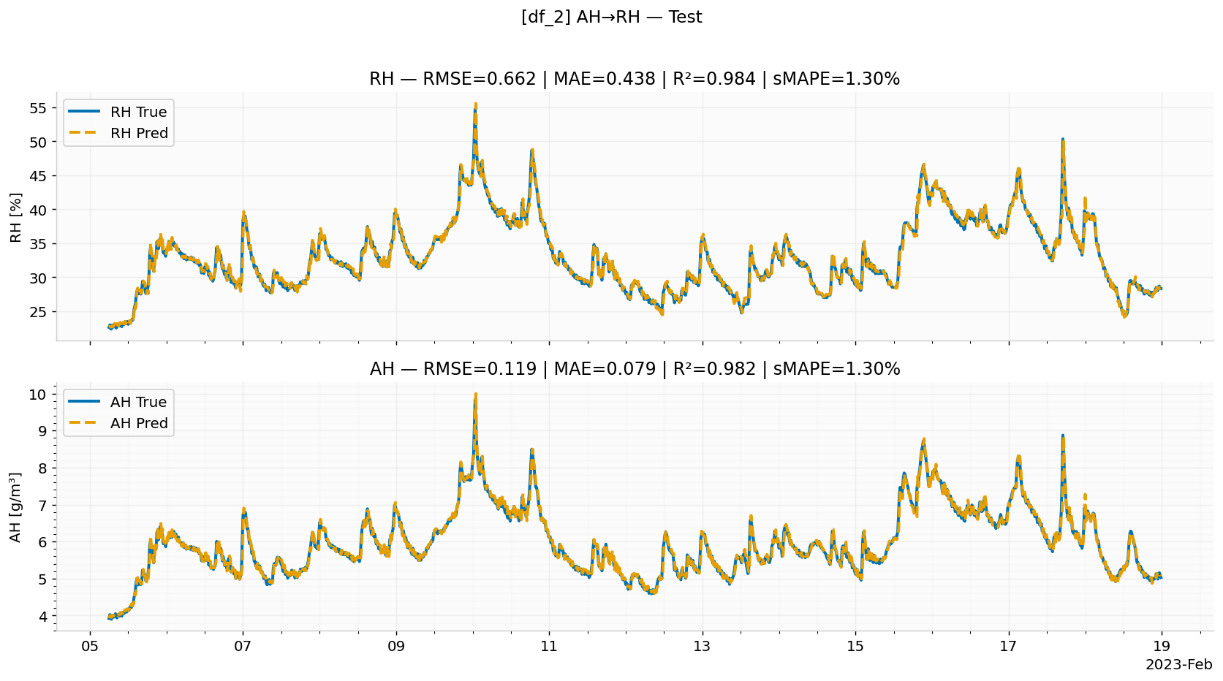 [df_2] AH→RH — Test
RH — RMSE=0.662 | MAE=0.438 | R²=0.984 | sMAPE=1.30%
RH True
RH Pred
55
50
45
40
35
30
25
RH [%]
AH — RMSE=0.119 | MAE=0.079 | R²=0.982 | sMAPE=1.30%
AH True
AH Pred
10
9
8
7
6
5
4
AH [g/m³]
05 07 09 11 13 15 17 19
2023-Feb